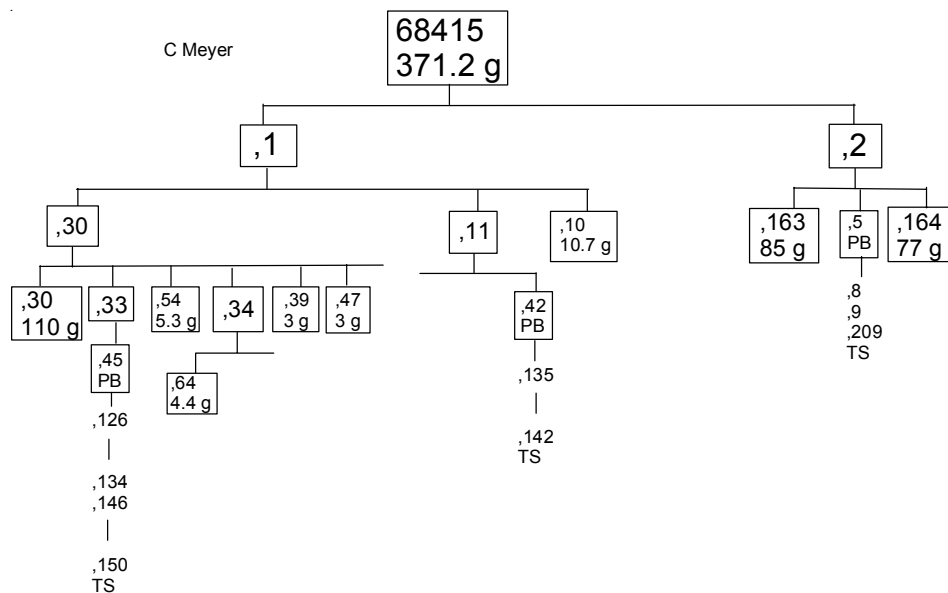 C Meyer
68415
371.2 g
,1
,2
,30
,11
,10
10.7 g
,163
85 g
,5
PB
,164
77 g
,8
,9
,209
TS
,30
110 g
,33
,54
5.3 g
,34
,39
3 g
,47
3 g
,42
PB
,45
PB
,64
4.4 g
,135
,142
TS
,126
,134
,146
,150
TS